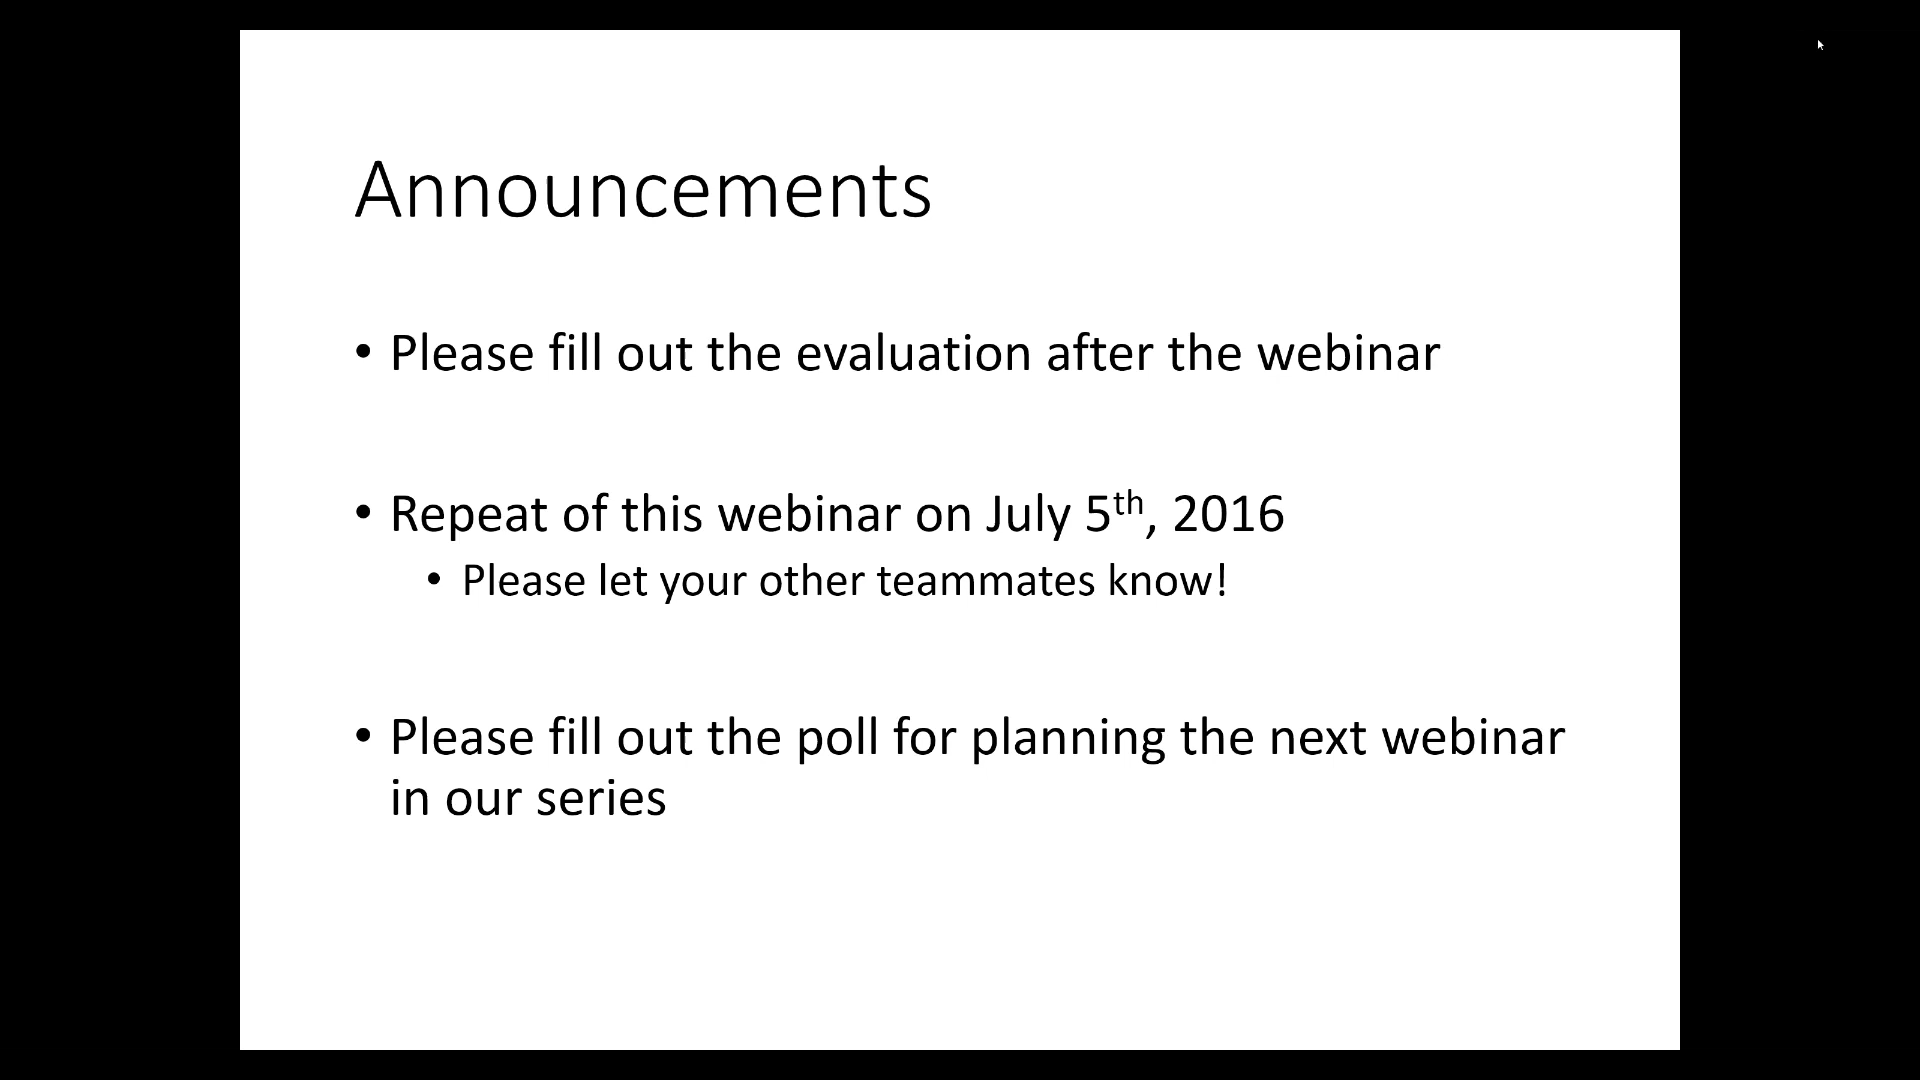 Announcements
• Please fill out the evaluation after the webinar
• Repeat of this webinar on July 5th, 2016
• Please let your other teammates know!
• Please fill out the poll for planning the next webinar
in our series